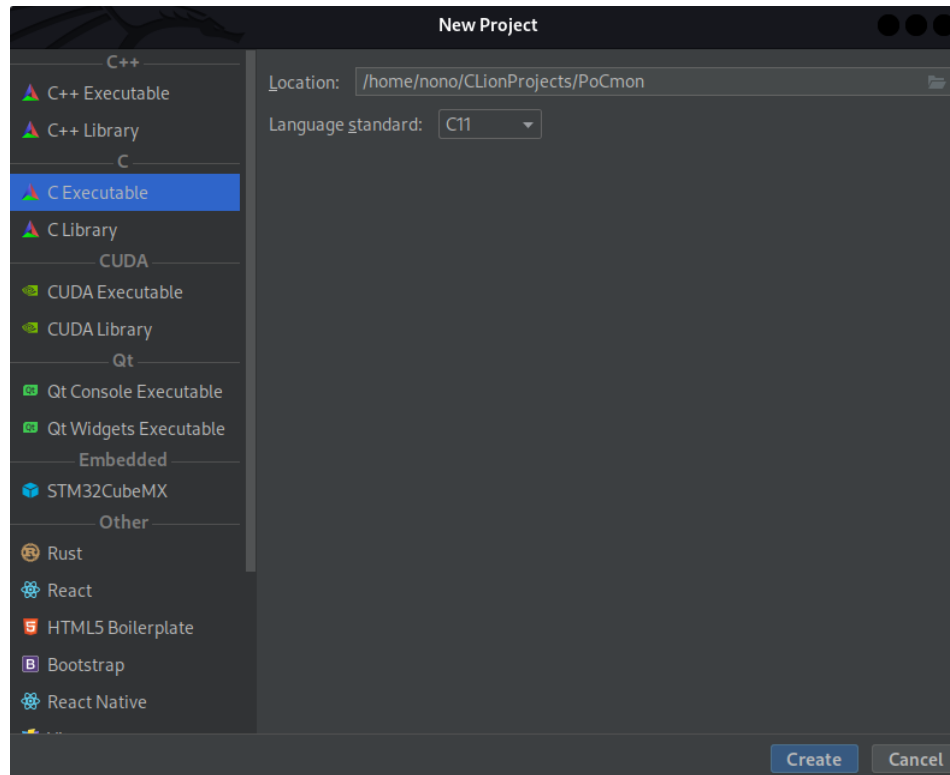 New Project
C++
C++ Executable
C++ Library
C
C Executable
C Library
CUDA
CUDA Executable
CUDA Library
Qt
Qt Console Executable
Qt Widgets Executable
Embedded
STM32CubeMX
Other
Rust
React
HTML5 Boilerplate
Bootstrap
React Native
Location: /home/nono/CLionProjects/PoCmon
Language standard: C11
Create Cancel